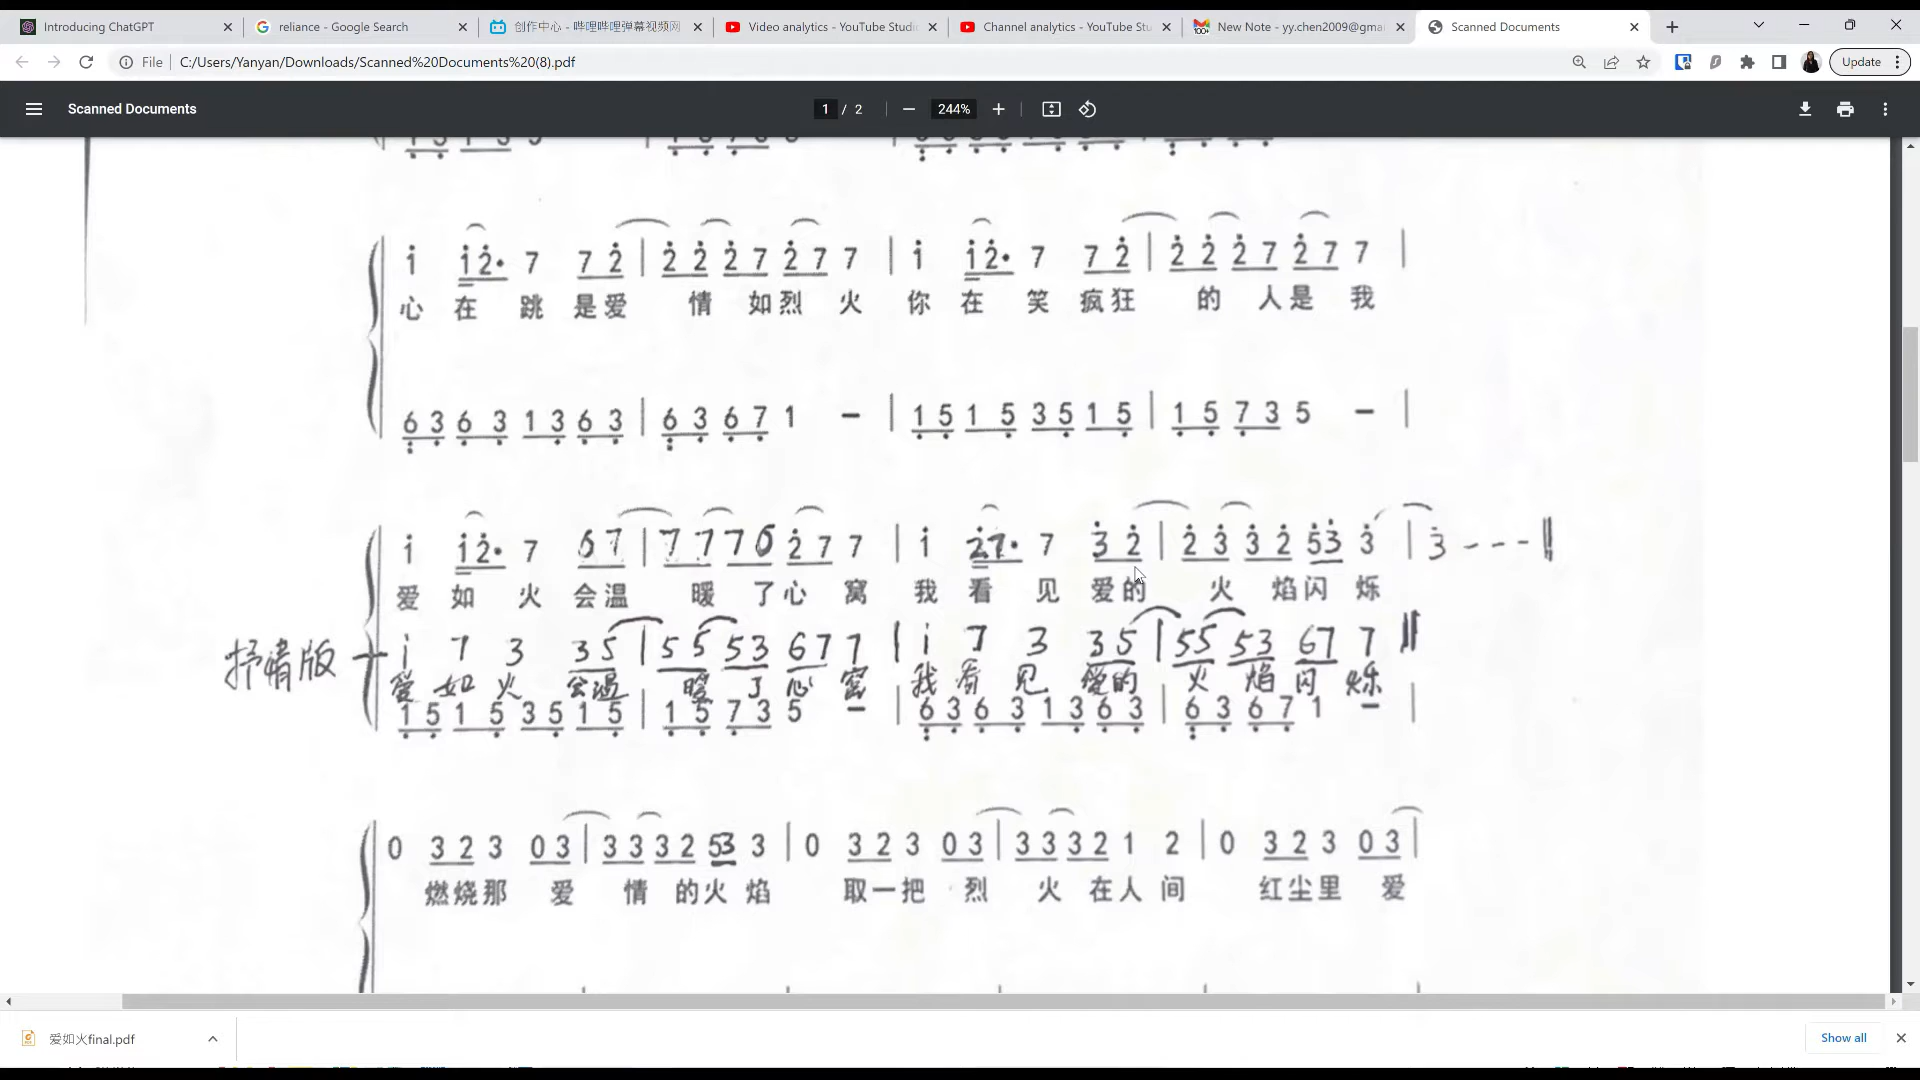 Introducing ChatGPT
reliance - Google Search
创作中心 - 哔哩哔哩弹幕视频网
Video analytics - YouTube Studi
Channel analytics - YouTube Stu
New Note - yy.chen2009@gmai
Scanned Documents
File
C:/Users/Yanyan/Downloads/Scanned%20Documents%20(8).pdf
Update
Scanned Documents
1 / 2
244%
i i2· 7 7 2 | 2 2 2 7 2 7 7 | i i2· 7 7 2 | 2 2 2 7 2 7 7 |
心 在 跳 是爱 情 如烈 火 你 在 笑 疯狂 的 人是 我
6 3 6 3 1 3 6 3 | 6 3 6 7 1 - | 1 5 1 5 3 5 1 5 | 1 5 7 3 5 - |
i i2· 7 6 7 | 7 7 7 6 2 7 7 | i 27· 7 3 2 | 2 3 3 2 53 3 | 3 - - - ‖
爱 如 火 会温 暖 了心 窝 我 看 见 爱的 火 焰闪 烁
抒情版 i 7 3 3 5 | 5 5 5 3 6 7 7 | i 7 3 3 5 | 5 5 5 3 6 7 7 ‖
爱 如 火 会温 暖 了 心 窝 我 看 见 爱的 火 焰 闪 烁
1 5 1 5 3 5 1 5 | 1 5 7 3 5 - | 6 3 6 3 1 3 6 3 | 6 3 6 7 1 - |
0 3 2 3 0 3 | 3 3 3 2 53 3 | 0 3 2 3 0 3 | 3 3 3 2 1 2 | 0 3 2 3 0 3 |
燃烧那 爱 情 的火 焰 取一把 烈 火 在人 间 红尘里 爱
爱如火final.pdf
Show all